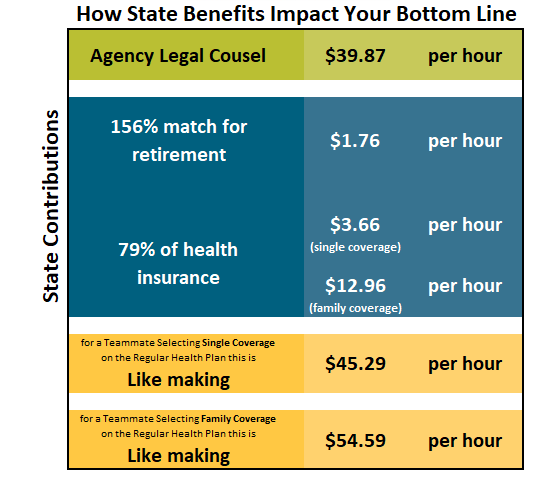 How State Benefits Impact Your Bottom Line
State Contributions
Agency Legal Cousel $39.87 per hour
156% match for
retirement
$1.76 per hour
79% of health
insurance
$3.66 per hour
(single coverage)
$12.96 per hour
(family coverage)
for a Teammate Selecting Single Coverage
on the Regular Health Plan this is
Like making
$45.29 per hour
for a Teammate Selecting Family Coverage
on the Regular Health Plan this is
Like making
$54.59 per hour